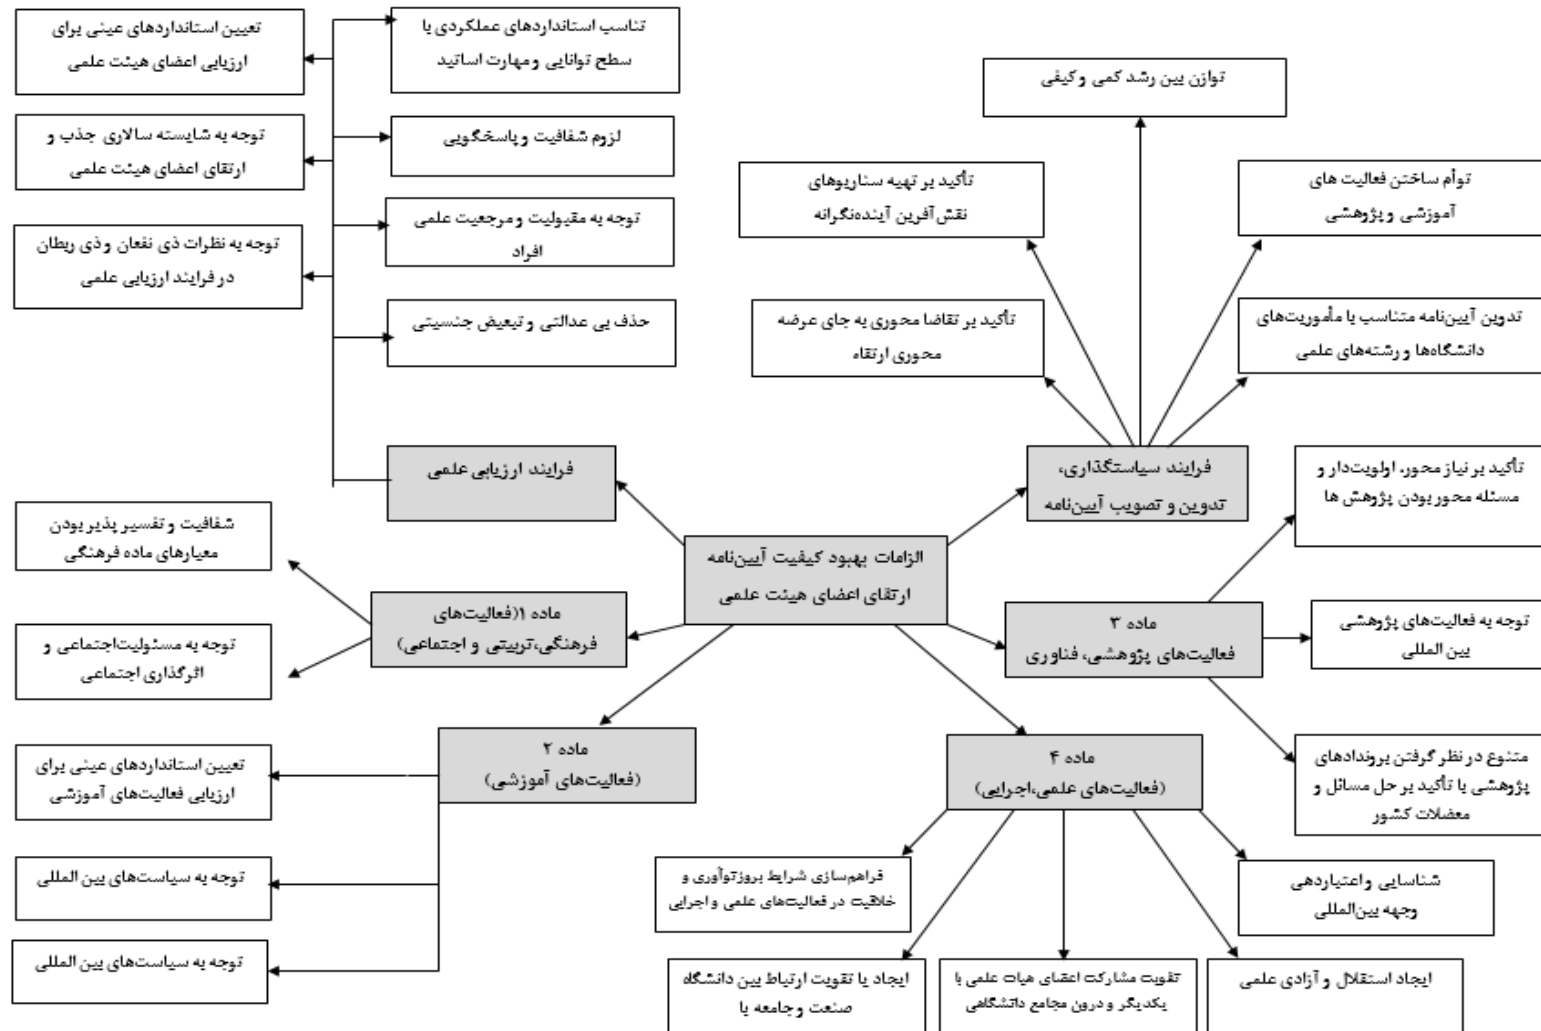 تعیین استانداردهای عینی برای
ارزیابی اعضای هیئت علمی
توجه به شایسته سالاری جذب و
ارتقای اعضای هیئت علمی
توجه به نظرات ذی نفعان و ذی ربطان
در فرایند ارزیابی علمی
تناسب استانداردهای عملکردی با
سطح توانایی و مهارت اساتید
لزوم شفافیت و پاسخگویی
توجه به مقبولیت و مرجعیت علمی
افراد
حذف بی عدالتی و تبعیض جنسیتی
فرایند ارزیابی علمی
توازن بین رشد کمی و کیفی
تأکید بر تهیه سناریوهای
نقش‌آفرین آینده‌نگرانه
توأم ساختن فعالیت های
آموزشی و پژوهشی
تأکید بر تقاضا محوری به جای عرضه
محوری ارتقاء
تدوین آیین‌نامه متناسب با مأموریت‌های
دانشگاه‌ها و رشته‌های علمی
فرایند سیاستگذاری،
تدوین و تصویب آیین‌نامه
الزامات بهبود کیفیت آیین‌نامه
ارتقای اعضای هیئت علمی
تأکید بر نیاز محور، اولویت‌دار و
مسئله محور بودن پژوهش ها
توجه به فعالیت‌های پژوهشی
بین المللی
متنوع در نظر گرفتن بروندادهای
پژوهشی با تأکید بر حل مسائل و
معضلات کشور
ماده ۳
فعالیت‌های پژوهشی، فناوری
شفافیت و تفسیر پذیر بودن
معیارهای ماده فرهنگی
توجه به مسئولیت‌اجتماعی و
اثرگذاری اجتماعی
ماده ۱(فعالیت‌های
فرهنگی،تربیتی و اجتماعی)
ماده ۲
(فعالیت‌های آموزشی)
تعیین استانداردهای عینی برای
ارزیابی فعالیت‌های آموزشی
توجه به سیاست‌های بین المللی
توجه به سیاست‌های بین المللی
ماده ۴
(فعالیت‌های علمی،اجرایی)
فراهم‌سازی شرایط بروزنوآوری و
خلاقیت در فعالیت‌های علمی و اجرایی
شناسایی و اعتباردهی
وجهه بین‌المللی
ایجاد یا تقویت ارتباط بین دانشگاه
صنعت و جامعه با
تقویت مشارکت اعضای هیات علمی با
یکدیگر و درون مجامع دانشگاهی
ایجاد استقلال و آزادی علمی